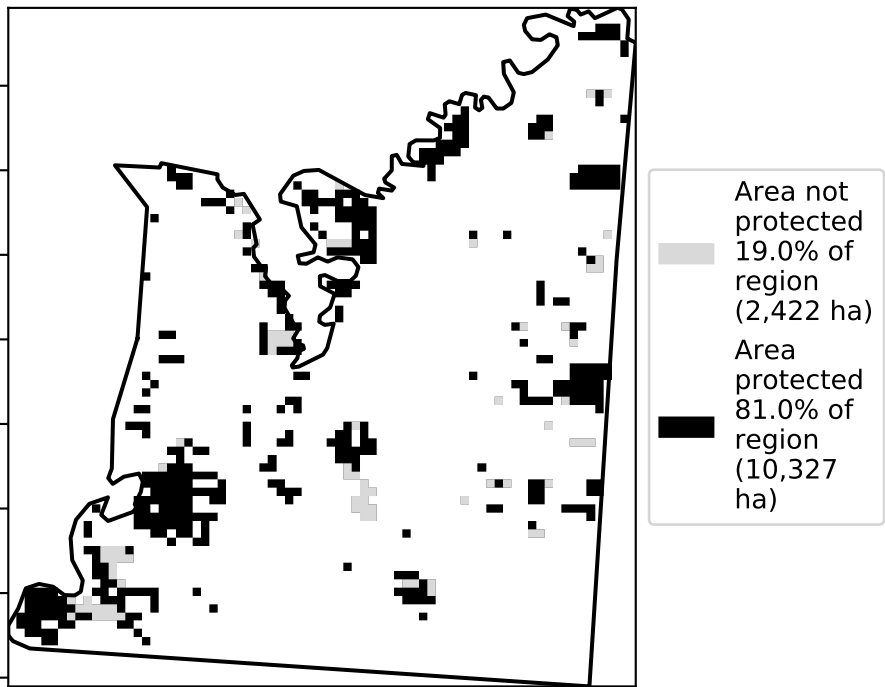 Area not
protected
19.0% of
region
(2,422 ha)
Area
protected
81.0% of
region
(10,327
ha)